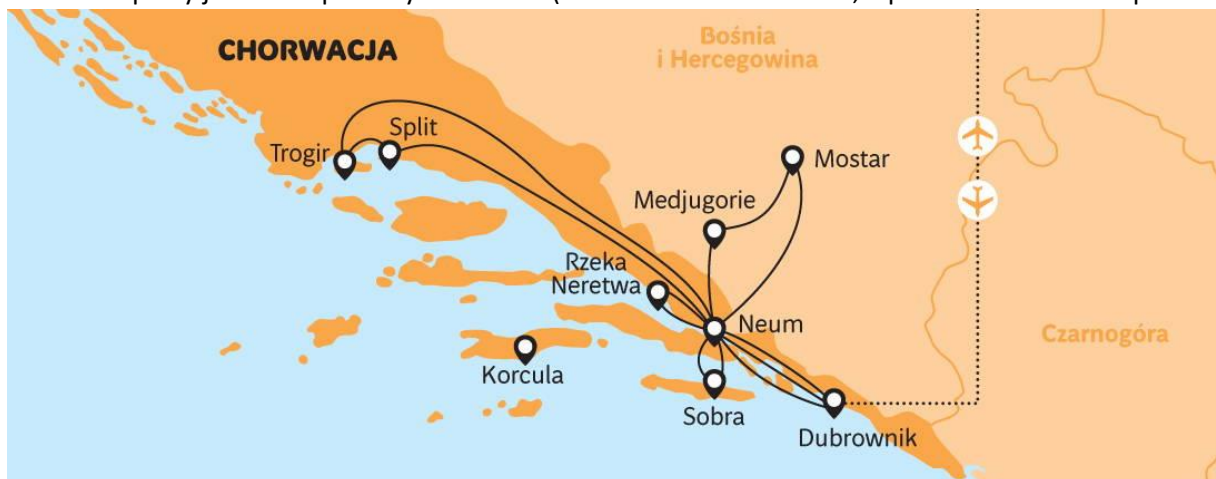 CHORWACJA
Bośnia
i Hercegowina
Split
Trogir
Mostar
Medjugorie
Rzeka
Neretwa
Neum
Czarnogóra
Korcula
Sobra
Dubrownik